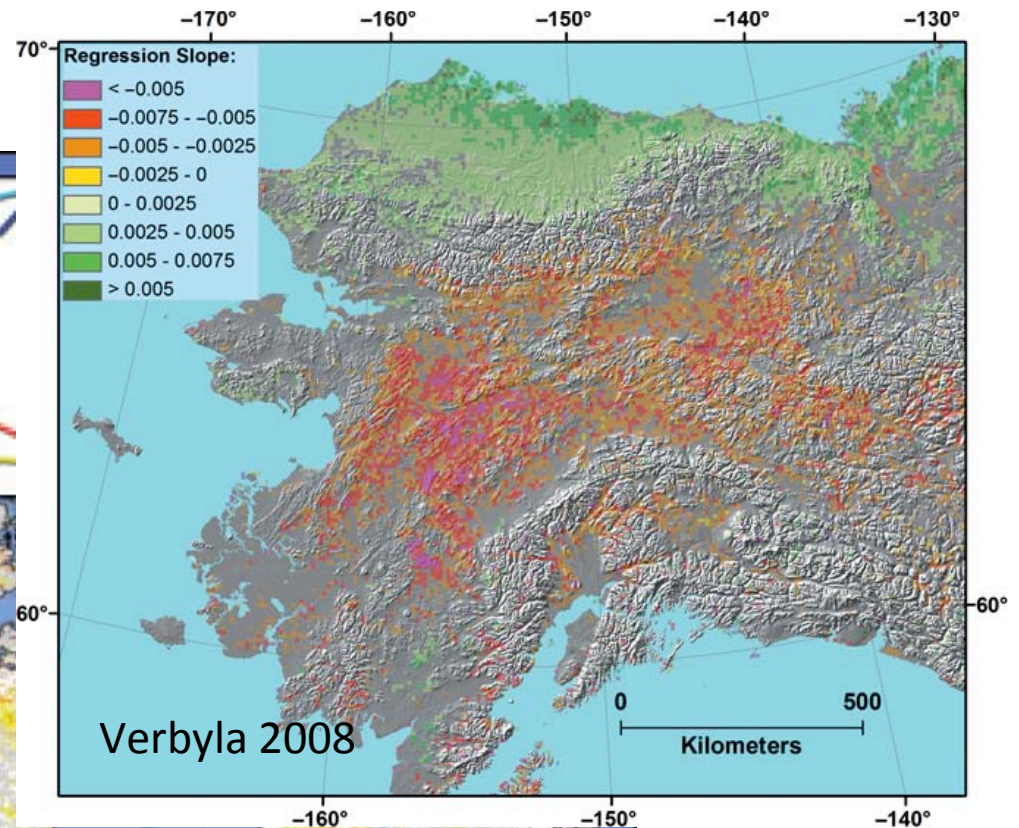 −170° −160° −150° −140° −130°
70°
Regression Slope:
< −0.005
−0.0075 - −0.005
−0.005 - −0.0025
−0.0025 - 0
0 - 0.0025
0.0025 - 0.005
0.005 - 0.0075
> 0.005
60° 60°
0 500
Kilometers
Verbyla 2008
−160° −150° −140°